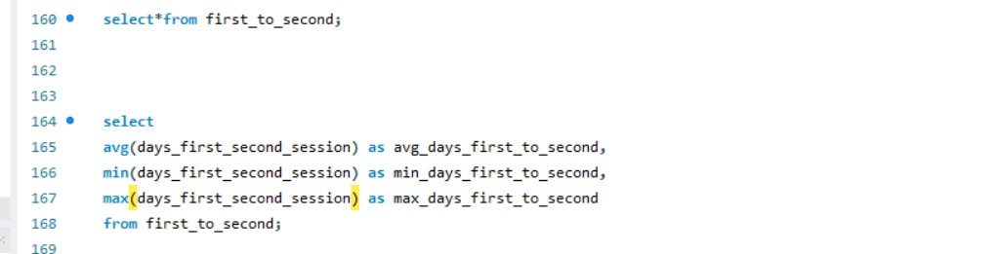 160 select*from first_to_second;
161
162
163
164 select
165 avg(days_first_second_session) as avg_days_first_to_second,
166 min(days_first_second_session) as min_days_first_to_second,
167 max(days_first_second_session) as max_days_first_to_second
168 from first_to_second;
169